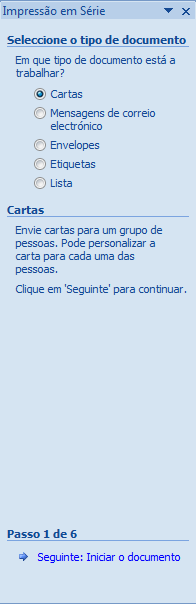 Impressão em Série
Seleccione o tipo de documento
Em que tipo de documento está a
trabalhar?
Cartas
Mensagens de correio
electrónico
Envelopes
Etiquetas
Lista
Cartas
Envie cartas para um grupo de
pessoas. Pode personalizar a
carta para cada uma das
pessoas.
Clique em 'Seguinte' para continuar.
Passo 1 de 6
Seguinte: Iniciar o documento